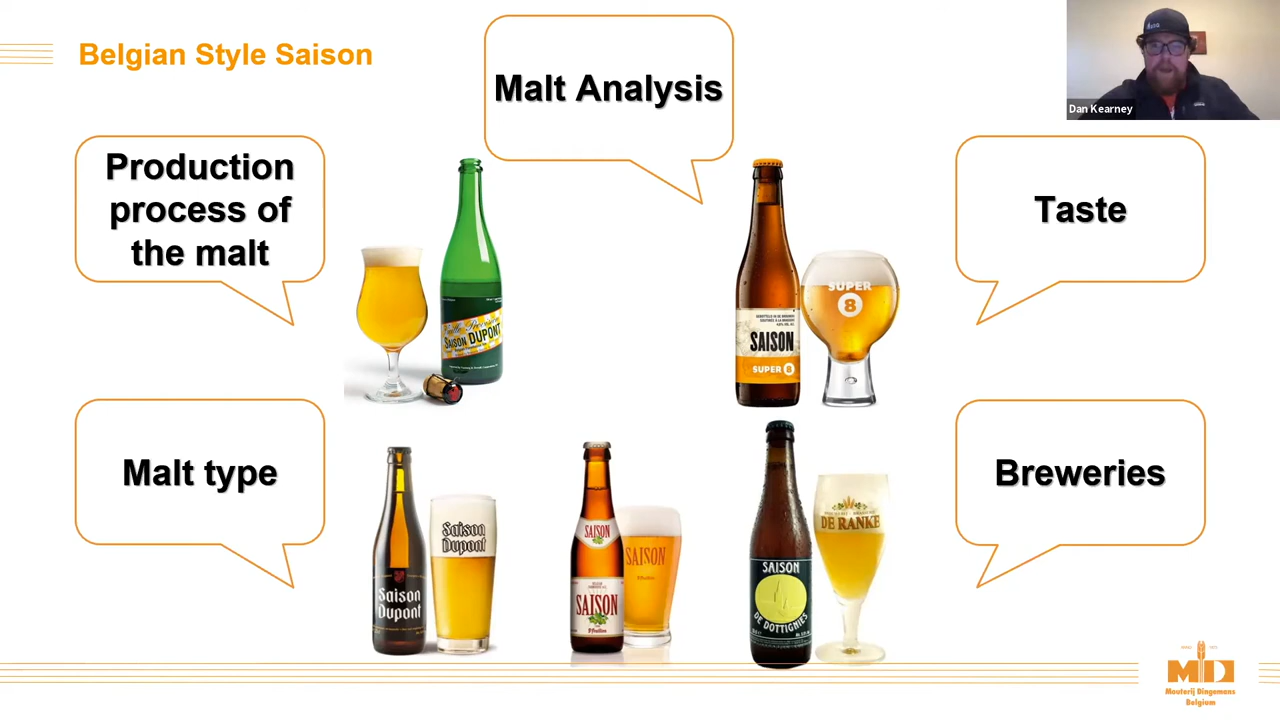 Belgian Style Saison
Malt Analysis
Dan Kearney
Production
process of
the malt
Taste
SAISON DUPONT
SAISON
SUPER 8
SUPER
8
Malt type
Breweries
Saison
Dupont
Saison
Dupont
SAISON
SAISON
SAISON
SAISON
DE DOTTIGNIES
DE RANKE
MD
Mouterij Dingemans
Belgium